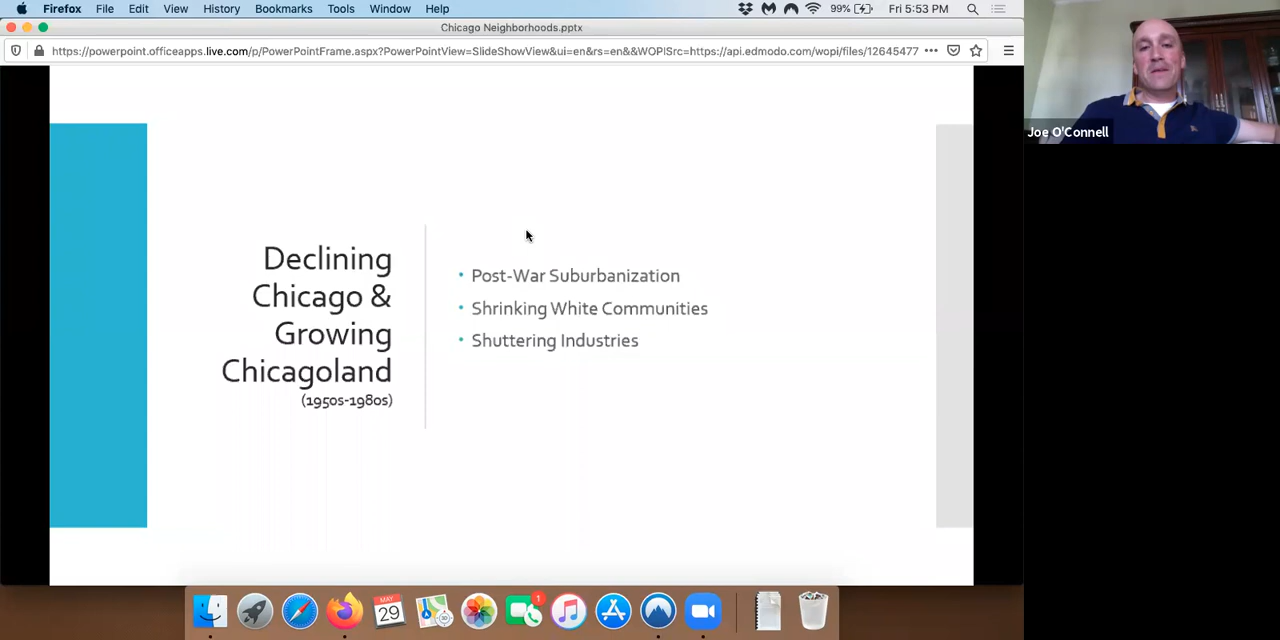 Firefox File Edit View History Bookmarks Tools Window Help 99% Fri 5:53 PM
Chicago Neighborhoods.pptx
https://powerpoint.officeapps.live.com/p/PowerPointFrame.aspx?PowerPointView=SlideShowView&ui=en&rs=en&&WOPISrc=https://api.edmodo.com/wopi/files/12645477
Joe O'Connell
Declining
Chicago &
Growing
Chicagoland
(1950s-1980s)
• Post-War Suburbanization
• Shrinking White Communities
• Shuttering Industries
MAY
29
3D
1